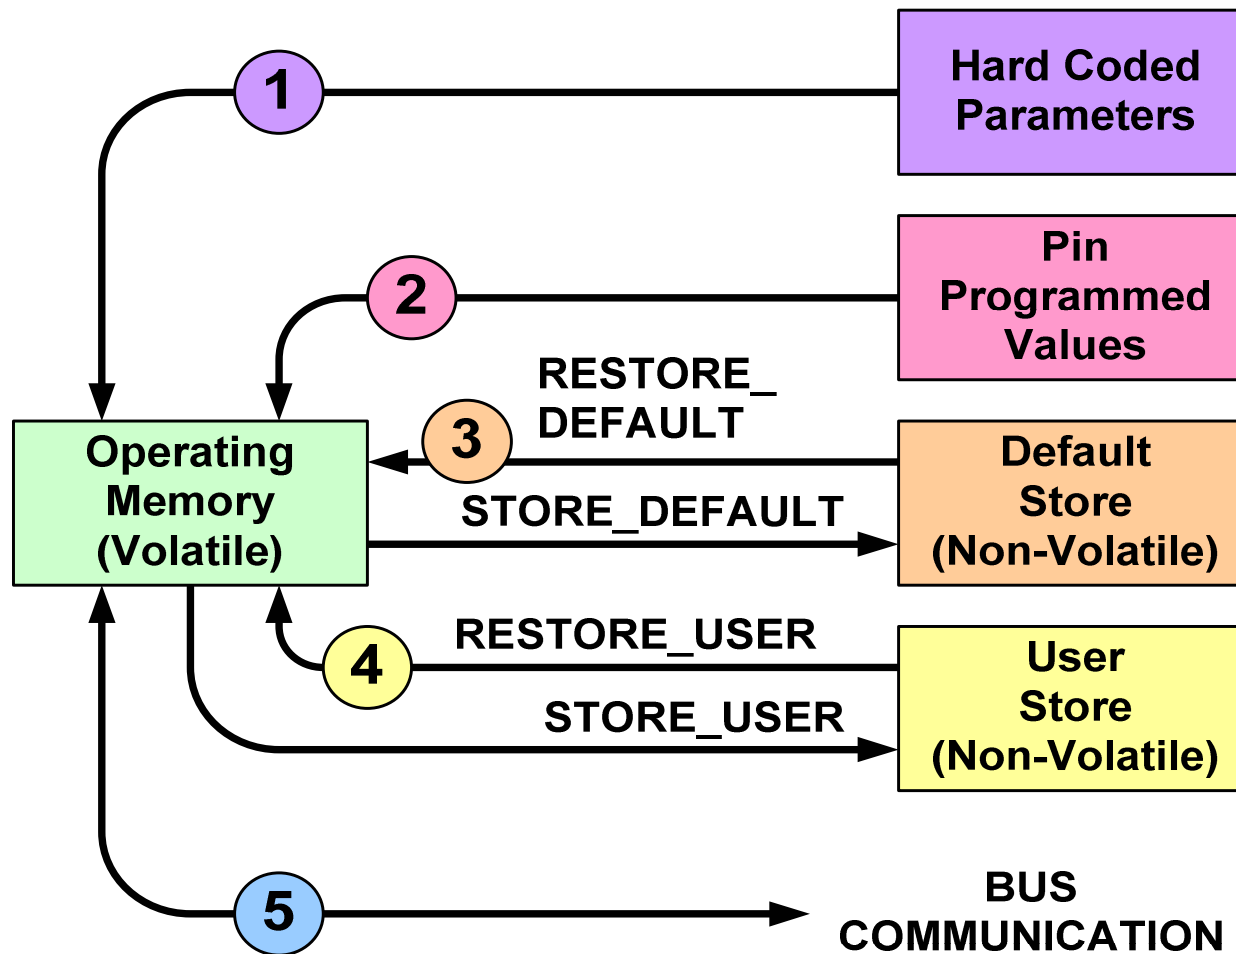 1
Hard Coded
Parameters
2
Pin
Programmed
Values
RESTORE_
DEFAULT
3
Operating
Memory
(Volatile)
STORE_DEFAULT
Default
Store
(Non-Volatile)
4
RESTORE_USER
STORE_USER
User
Store
(Non-Volatile)
5
BUS
COMMUNICATION